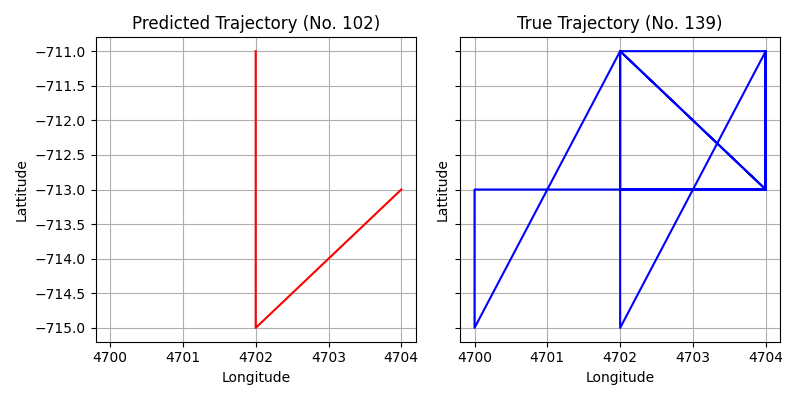 Predicted Trajectory (No. 102)
True Trajectory (No. 139)
−711.0
−711.5
−712.0
−712.5
−713.0
−713.5
−714.0
−714.5
−715.0
Lattitude
Lattitude
4700 4701 4702 4703 4704
4700 4701 4702 4703 4704
Longitude
Longitude